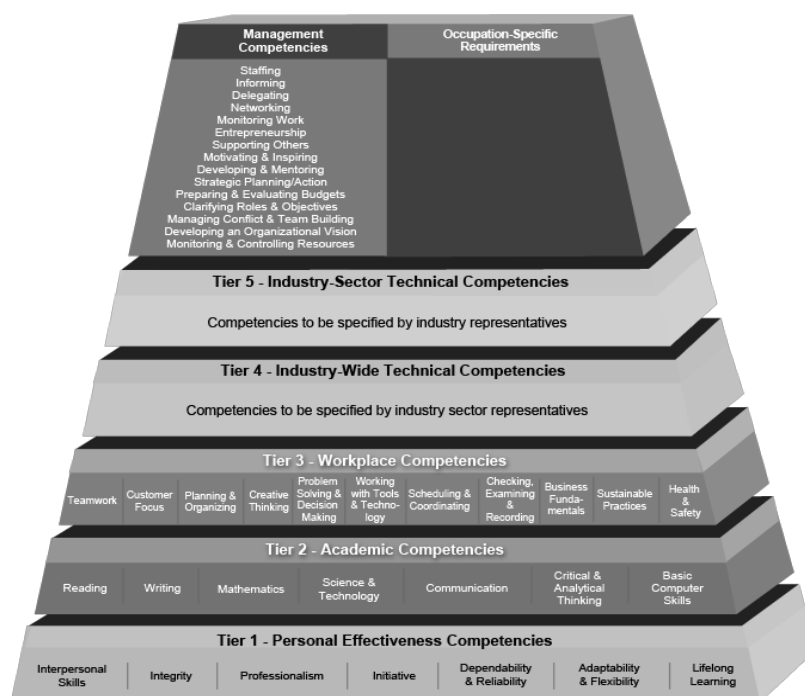 Management
Competencies
Occupation-Specific
Requirements
Staffing
Informing
Delegating
Networking
Monitoring Work
Entrepreneurship
Supporting Others
Motivating & Inspiring
Developing & Mentoring
Strategic Planning/Action
Preparing & Evaluating Budgets
Clarifying Roles & Objectives
Managing Conflict & Team Building
Developing an Organizational Vision
Monitoring & Controlling Resources
Tier 5 - Industry-Sector Technical Competencies
Competencies to be specified by industry representatives
Tier 4 - Industry-Wide Technical Competencies
Competencies to be specified by industry sector representatives
Tier 3 - Workplace Competencies
Teamwork
Customer
Focus
Planning &
Organizing
Creative
Thinking
Problem
Solving &
Decision
Making
Working
with Tools
& Techno-
logy
Scheduling &
Coordinating
Checking,
Examining
&
Recording
Business
Funda-
mentals
Sustainable
Practices
Health
&
Safety
Tier 2 - Academic Competencies
Reading
Writing
Mathematics
Science &
Technology
Communication
Critical &
Analytical
Thinking
Basic
Computer
Skills
Tier 1 - Personal Effectiveness Competencies
Interpersonal
Skills
Integrity
Professionalism
Initiative
Dependability
& Reliability
Adaptability
& Flexibility
Lifelong
Learning